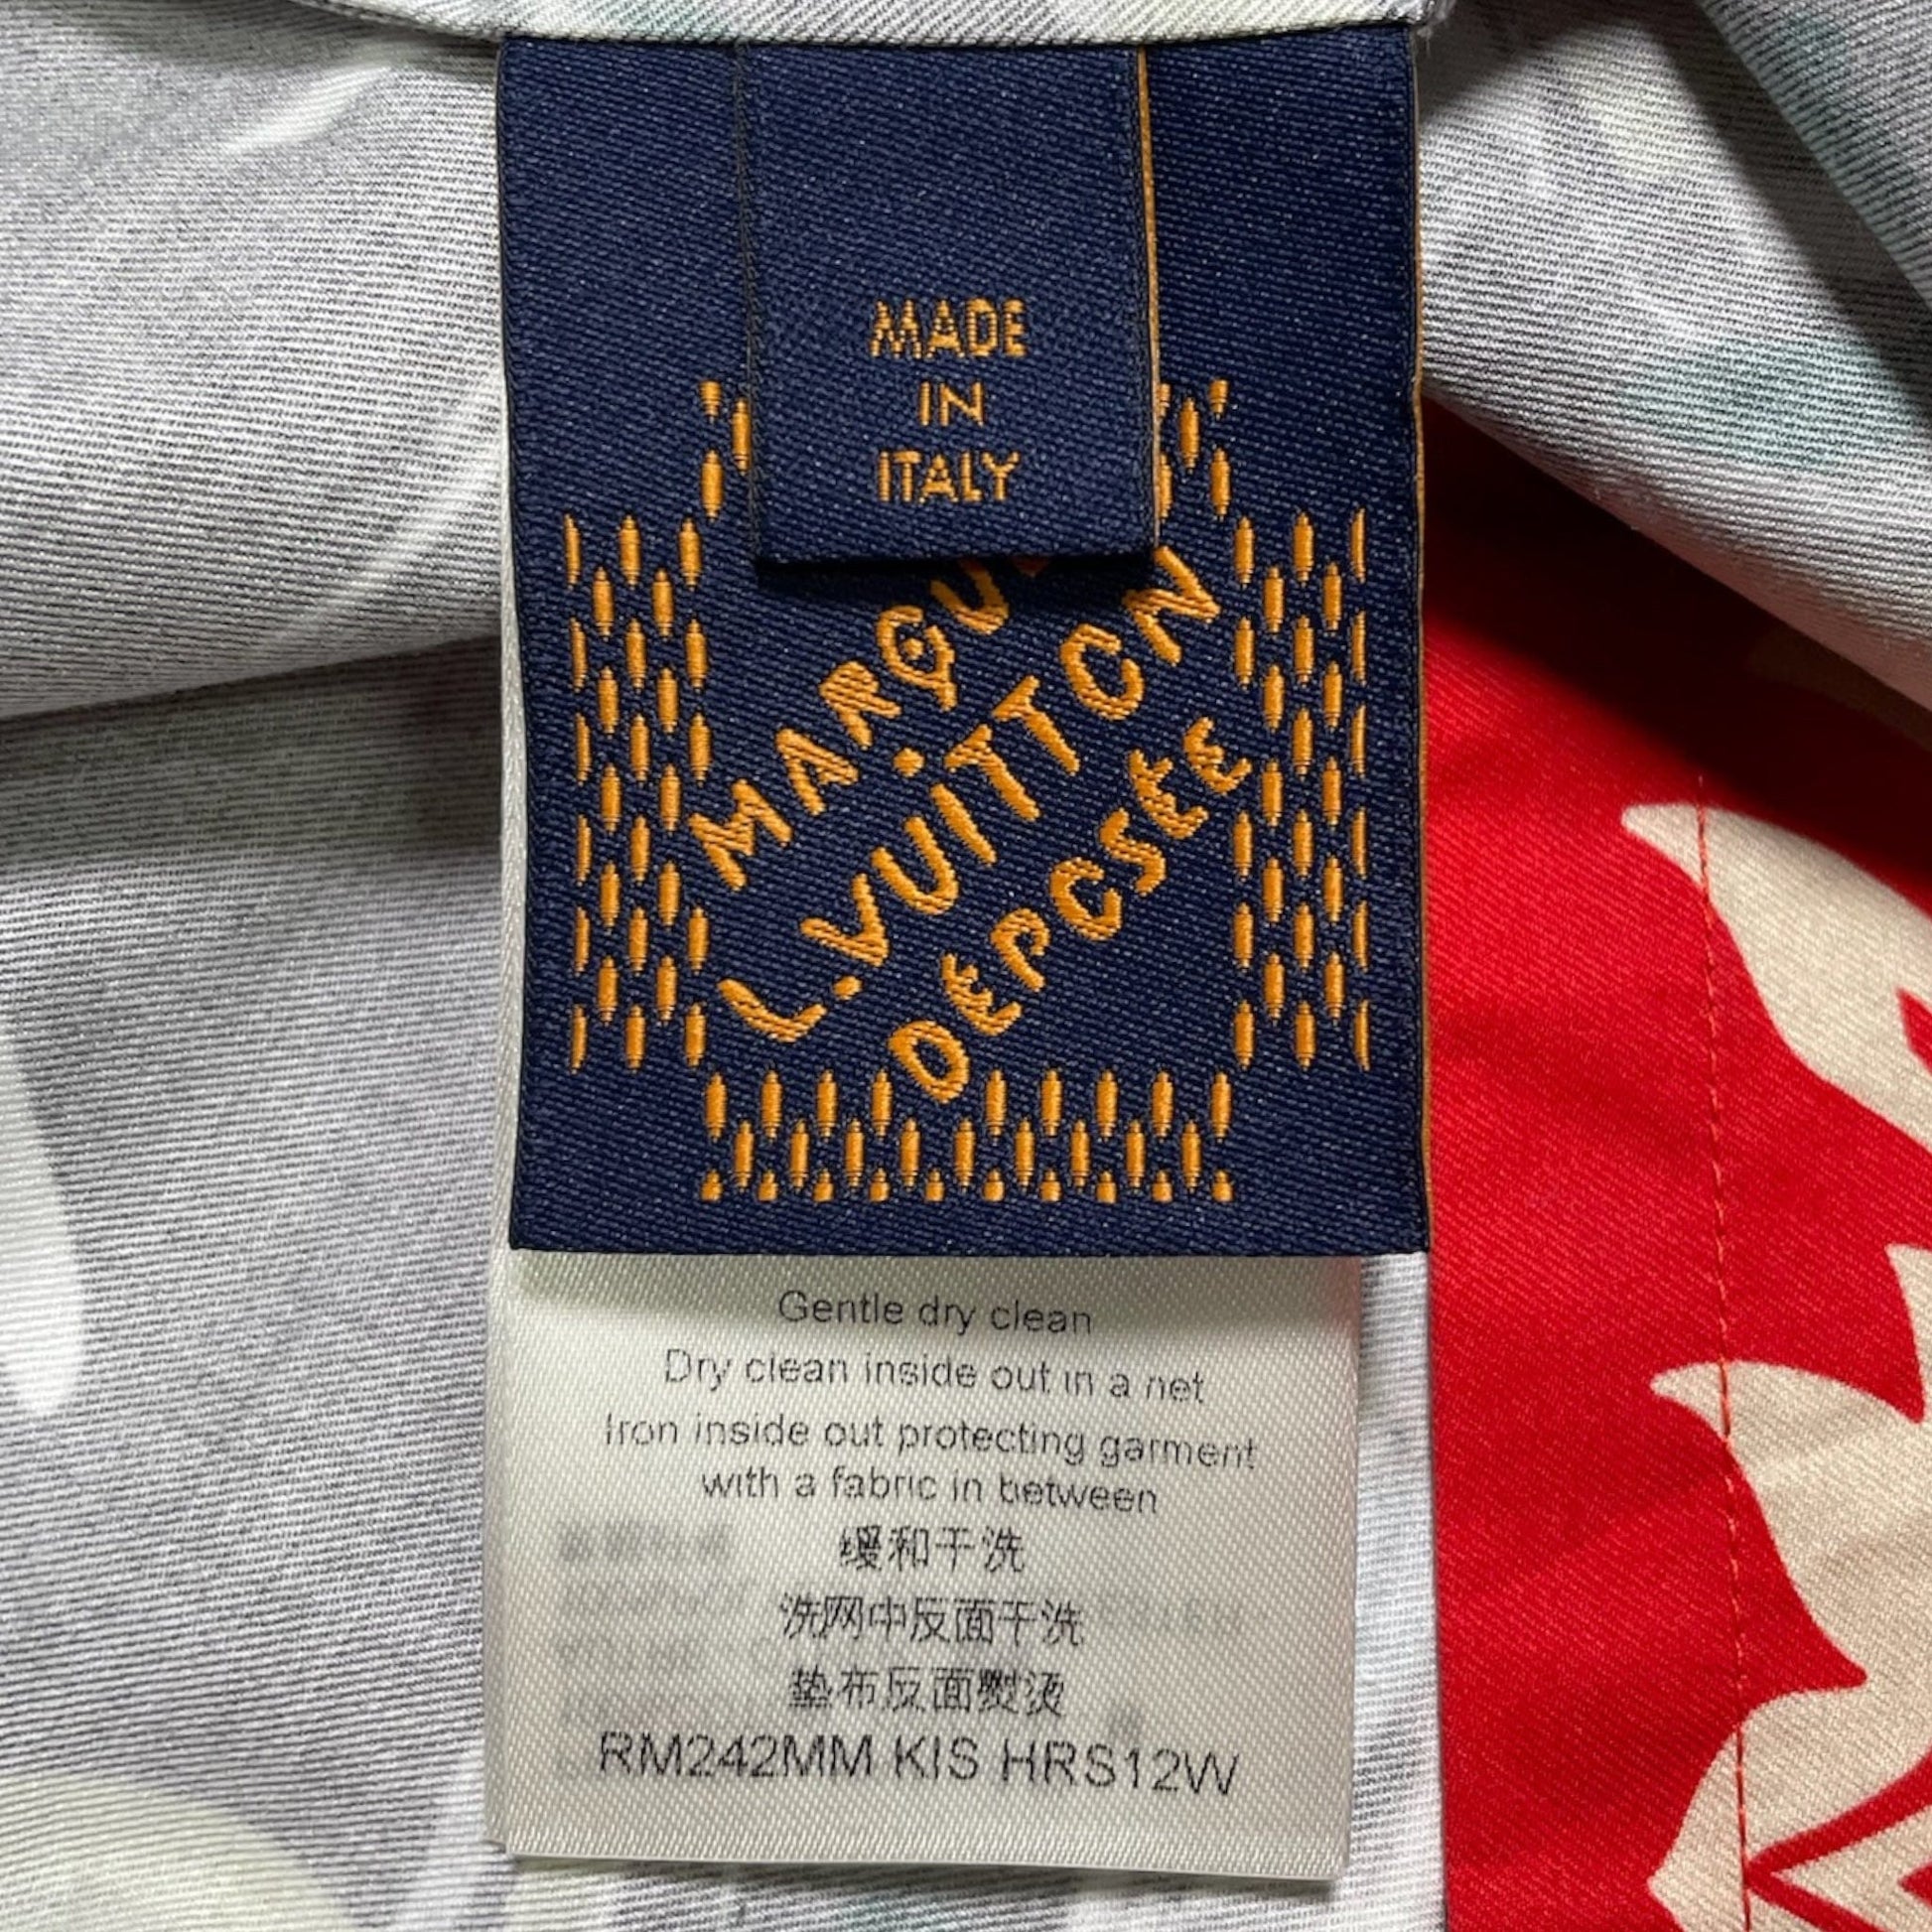 MADE
IN
ITALY
MARQU
L.VUITTON
DEPOSEE
Gentle dry clean
Dry clean inside out in a net
Iron inside out protecting garment
with a fabric in between
缓和干洗
洗网中反面干洗
垫布反面熨烫
RM242MM KIS HRS12W